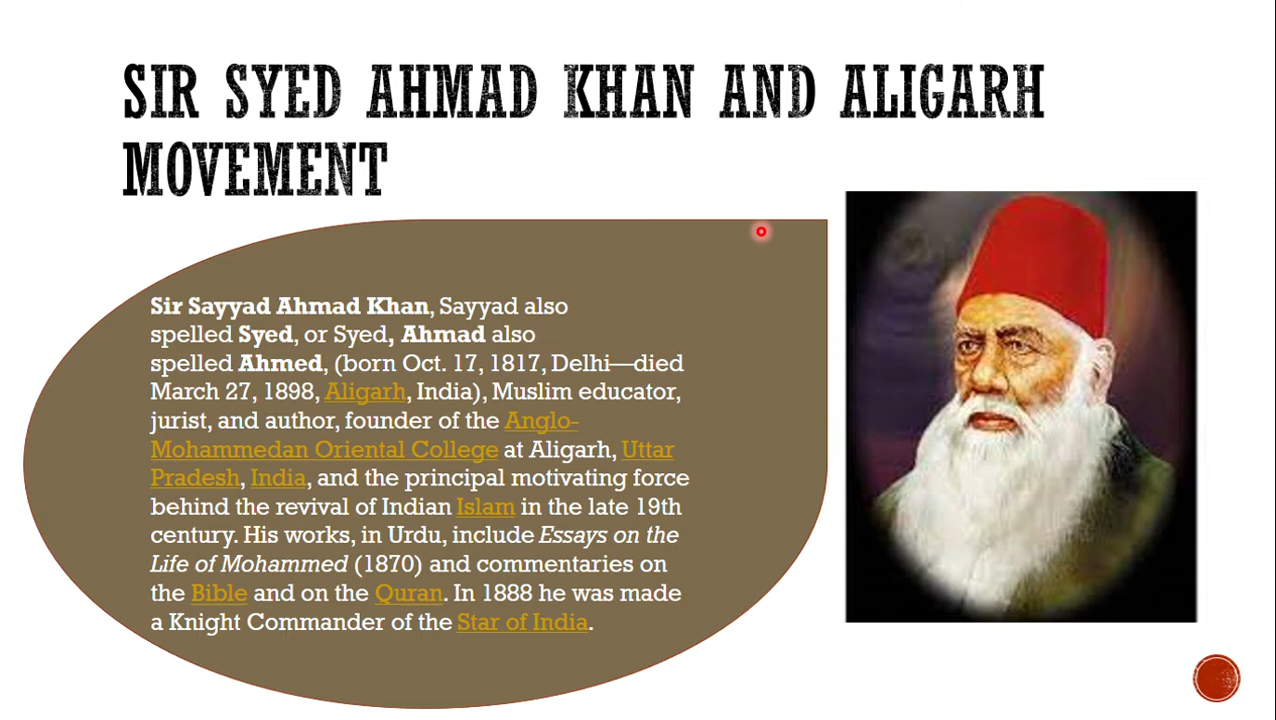 SIR SYED AHMAD KHAN AND ALIGARH
MOVEMENT
Sir Sayyad Ahmad Khan, Sayyad also
spelled Syed, or Syed, Ahmad also
spelled Ahmed, (born Oct. 17, 1817, Delhi—died
March 27, 1898, Aligarh, India), Muslim educator,
jurist, and author, founder of the Anglo-
Mohammedan Oriental College at Aligarh, Uttar
Pradesh, India, and the principal motivating force
behind the revival of Indian Islam in the late 19th
century. His works, in Urdu, include Essays on the
Life of Mohammed (1870) and commentaries on
the Bible and on the Quran. In 1888 he was made
a Knight Commander of the Star of India.